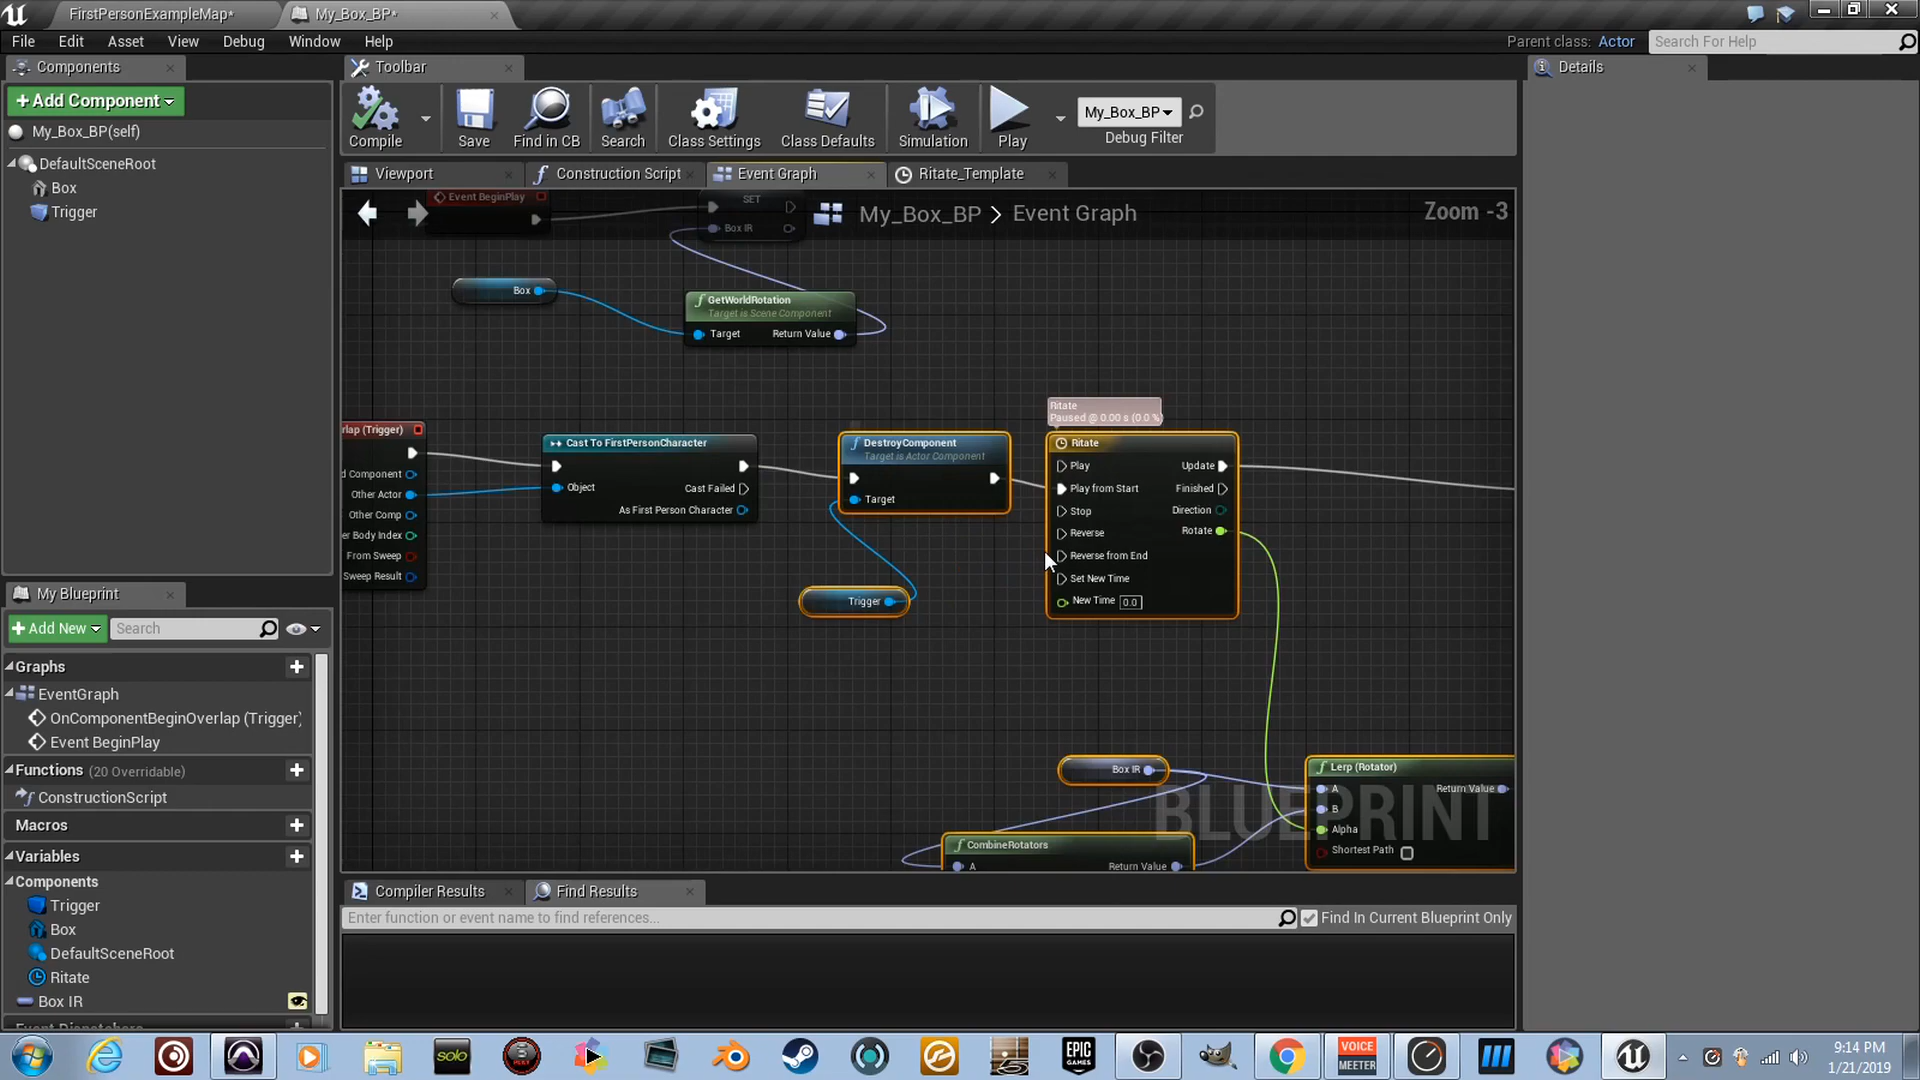 FirstPersonExampleMap*
My_Box_BP*
File Edit Asset View Debug Window Help
Parent class: Actor
Search For Help
Components
Toolbar
Details
+Add Component
My_Box_BP(self)
DefaultSceneRoot
Box
Trigger
Compile
Save
Find in CB
Search
Class Settings
Class Defaults
Simulation
Play
My_Box_BP
Debug Filter
Viewport
Construction Script
Event Graph
Ritate_Template
My_Box_BP > Event Graph
Zoom -3
Event BeginPlay
SET
Box IR
Box
GetWorldRotation
Target is Scene Component
Target Return Value
rlap (Trigger)
d Component
Other Actor
Other Comp
er Body Index
From Sweep
Sweep Result
Cast To FirstPersonCharacter
Object
Cast Failed
As First Person Character
DestroyComponent
Target is Actor Component
Target
Trigger
Ritate
Paused @ 0.00 s (0.0 %)
Ritate
Play Update
Play from Start Finished
Stop Direction
Reverse Rotate
Reverse from End
Set New Time
New Time 0.0
Box IR
CombineRotators
A Return Value
Lerp (Rotator)
A Return Value
B
Alpha
Shortest Path
BLUEPRINT
My Blueprint
+Add New
Search
Graphs
EventGraph
OnComponentBeginOverlap (Trigger)
Event BeginPlay
Functions (20 Overridable)
ConstructionScript
Macros
Variables
Components
Trigger
Box
DefaultSceneRoot
Ritate
Box IR
Event Dispatchers
Compiler Results
Find Results
Enter function or event name to find references...
Find In Current Blueprint Only
solo
EPIC
GAMES
VOICE
MEETER
9:14 PM
1/21/2019